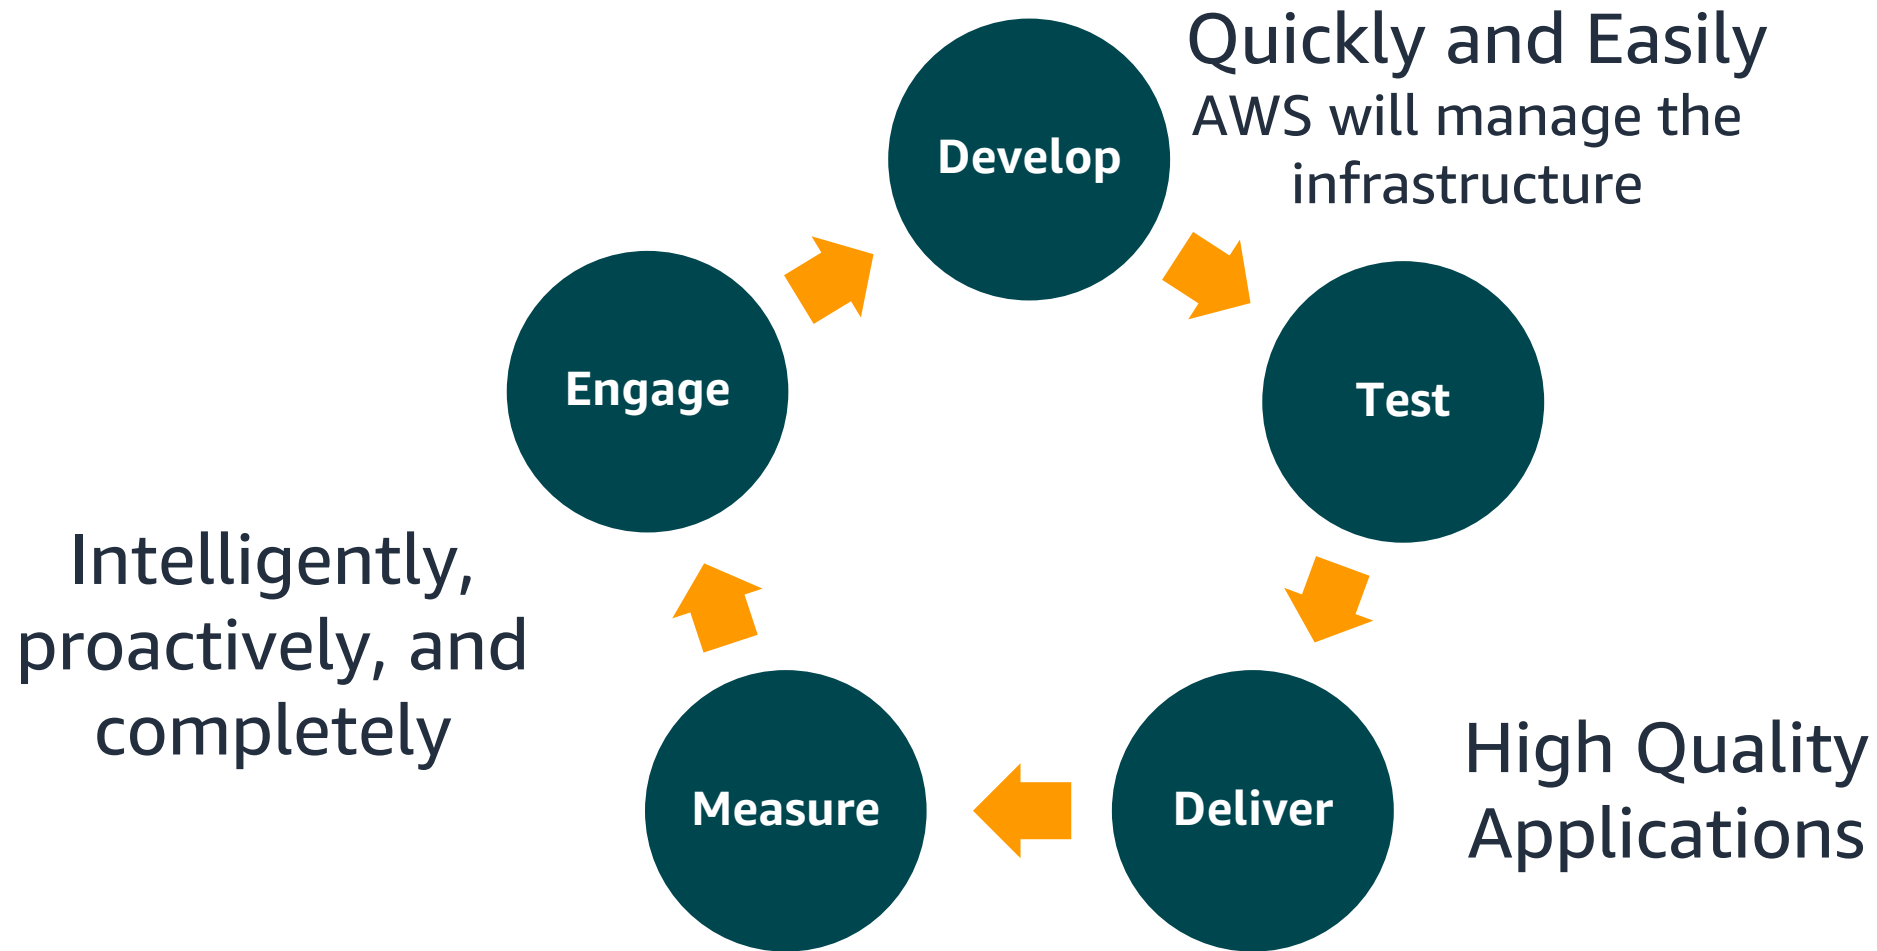 Quickly and Easily
AWS will manage the
infrastructure
Develop
Engage
Test
Intelligently,
proactively, and
completely
High Quality
Applications
Measure
Deliver